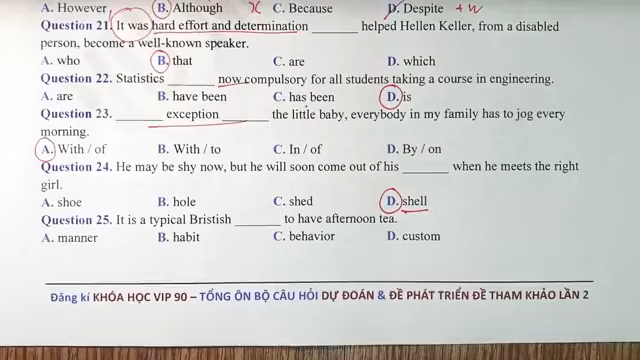 A. However, B. Although x C. Because D. Despite + N
Question 21. It was hard effort and determination ________ helped Hellen Keller, from a disabled
person, become a well-known speaker.
A. who B. that C. are D. which
Question 22. Statistics ________ now compulsory for all students taking a course in engineering.
A. are B. have been C. has been D. is
Question 23. ________ exception ________ the little baby, everybody in my family has to jog every
morning.
A. With / of B. With / to C. In / of D. By / on
Question 24. He may be shy now, but he will soon come out of his ________ when he meets the right
girl.
A. shoe B. hole C. shed D. shell
Question 25. It is a typical Bristish ________ to have afternoon tea.
A. manner B. habit C. behavior D. custom
Đăng kí KHÓA HỌC VIP 90 – TỔNG ÔN BỘ CÂU HỎI DỰ ĐOÁN & ĐỀ PHÁT TRIỂN ĐỀ THAM KHẢO LẦN 2